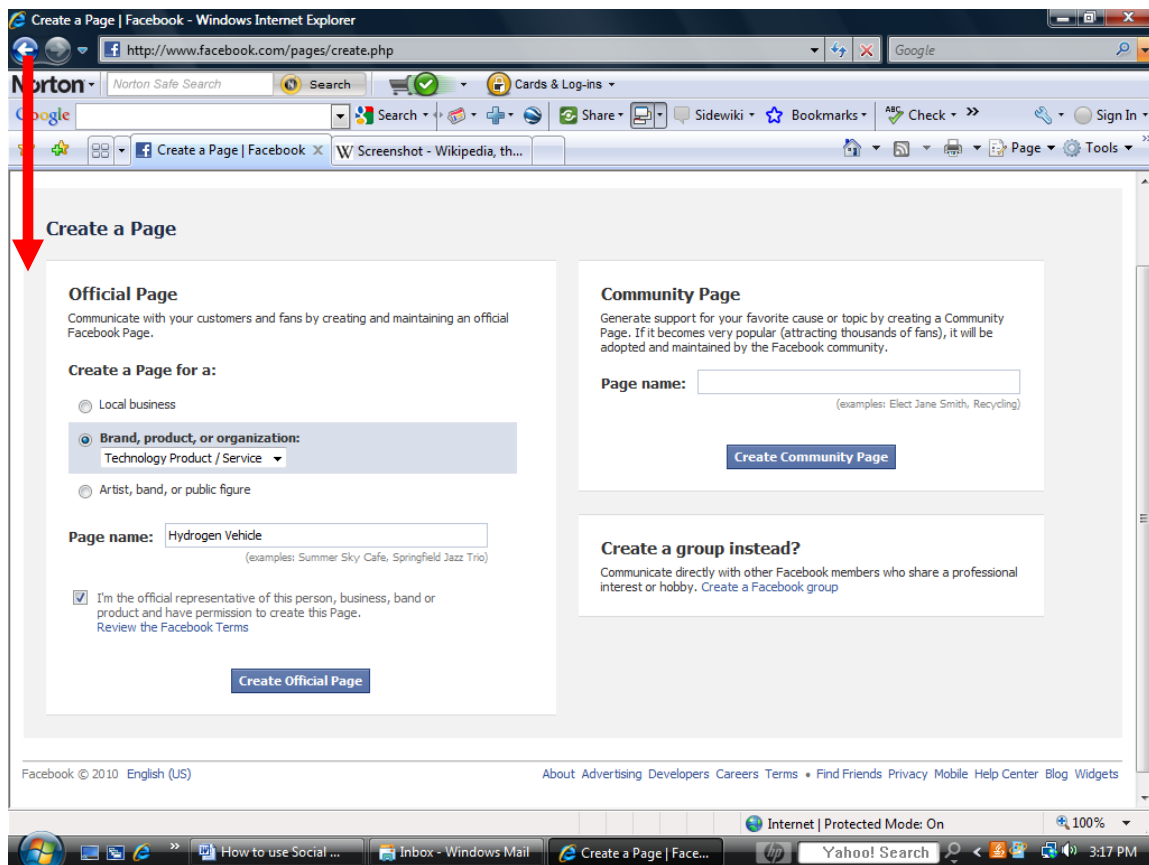 Create a Page | Facebook - Windows Internet Explorer
http://www.facebook.com/pages/create.php
Google
Norton
Norton Safe Search
Search
Cards & Log-ins
Google
Search
Share
Sidewiki
Bookmarks
ABC
Check
Sign In
Create a Page | Facebook
W Screenshot - Wikipedia, th...
Page
Tools
Create a Page
Official Page
Communicate with your customers and fans by creating and maintaining an official
Facebook Page.
Create a Page for a:
Local business
Brand, product, or organization:
Technology Product / Service
Artist, band, or public figure
Page name: Hydrogen Vehicle
(examples: Summer Sky Cafe, Springfield Jazz Trio)
I'm the official representative of this person, business, band or
product and have permission to create this Page.
Review the Facebook Terms
Create Official Page
Community Page
Generate support for your favorite cause or topic by creating a Community
Page. If it becomes very popular (attracting thousands of fans), it will be
adopted and maintained by the Facebook community.
Page name:
(examples: Elect Jane Smith, Recycling)
Create Community Page
Create a group instead?
Communicate directly with other Facebook members who share a professional
interest or hobby. Create a Facebook group
Facebook © 2010 English (US)
About Advertising Developers Careers Terms • Find Friends Privacy Mobile Help Center Blog Widgets
Internet | Protected Mode: On
100%
How to use Social ...
Inbox - Windows Mail
Create a Page | Face...
hp
Yahoo! Search
3:17 PM